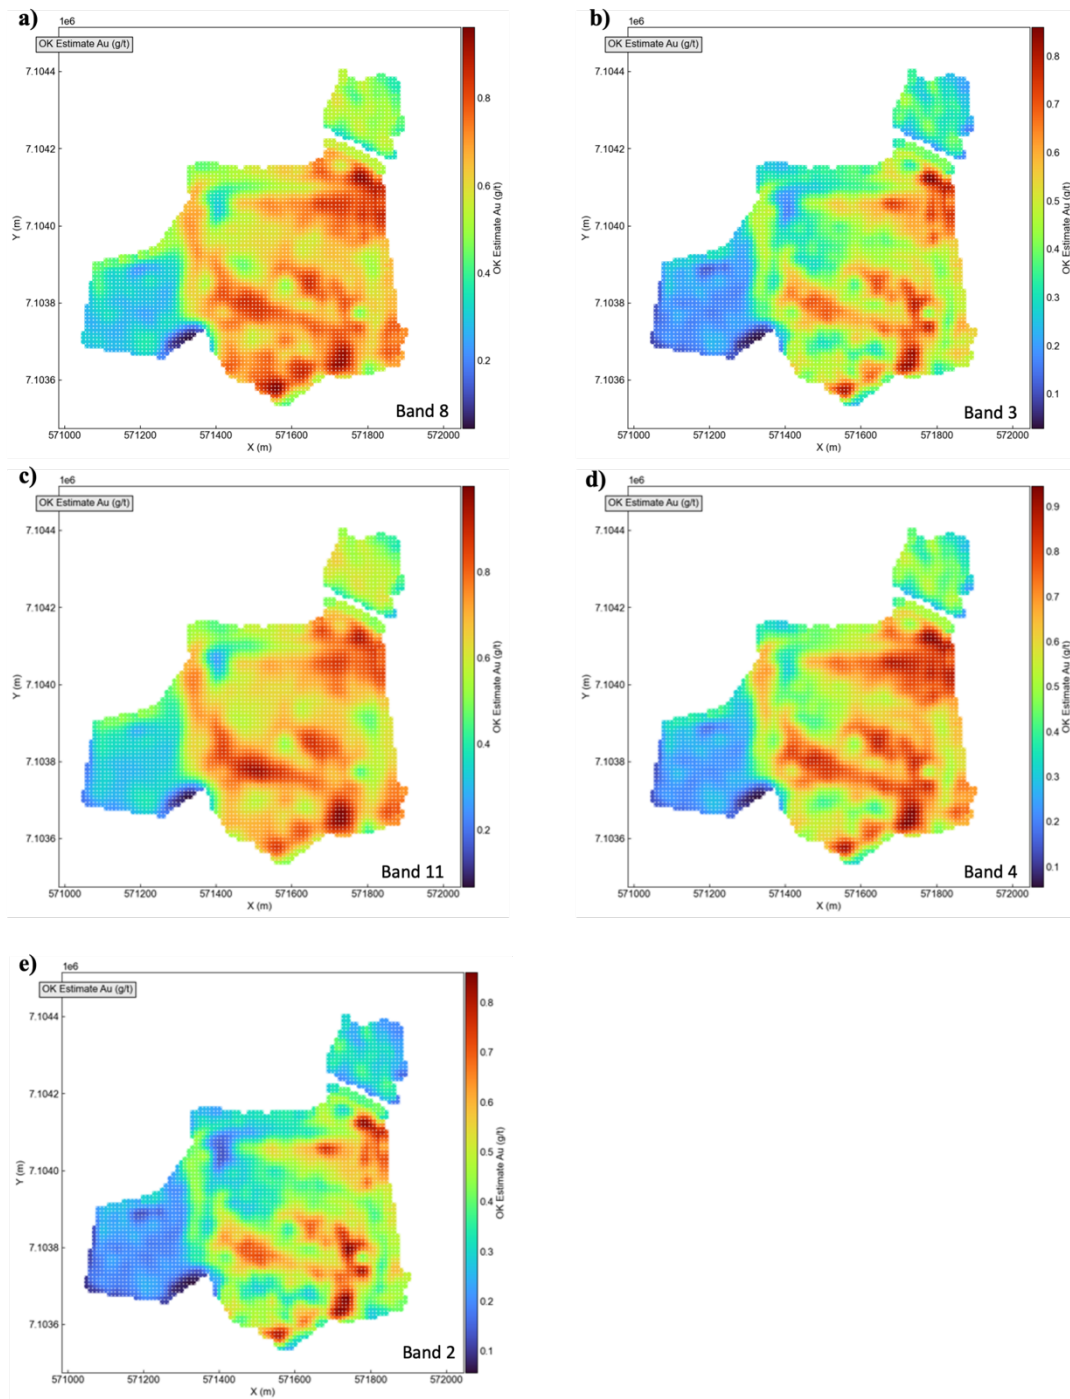 a)
1e6
OK Estimate Au (g/t)
7.1044
7.1042
7.1040
7.1038
7.1036
Y (m)
571000 571200 571400 571600 571800 572000
X (m)
0.8
0.6
0.4
0.2
OK Estimate Au (g/t)
Band 8
b)
1e6
OK Estimate Au (g/t)
7.1044
7.1042
7.1040
7.1038
7.1036
Y (m)
571000 571200 571400 571600 571800 572000
X (m)
0.8
0.7
0.6
0.5
0.4
0.3
0.2
0.1
OK Estimate Au (g/t)
Band 3
c)
1e6
OK Estimate Au (g/t)
7.1044
7.1042
7.1040
7.1038
7.1036
Y (m)
571000 571200 571400 571600 571800 572000
X (m)
0.8
0.6
0.4
0.2
OK Estimate Au (g/t)
Band 11
d)
1e6
OK Estimate Au (g/t)
7.1044
7.1042
7.1040
7.1038
7.1036
Y (m)
571000 571200 571400 571600 571800 572000
X (m)
0.9
0.8
0.7
0.6
0.5
0.4
0.3
0.2
0.1
OK Estimate Au (g/t)
Band 4
e)
1e6
OK Estimate Au (g/t)
7.1044
7.1042
7.1040
7.1038
7.1036
Y (m)
571000 571200 571400 571600 571800 572000
X (m)
0.8
0.7
0.6
0.5
0.4
0.3
0.2
0.1
OK Estimate Au (g/t)
Band 2